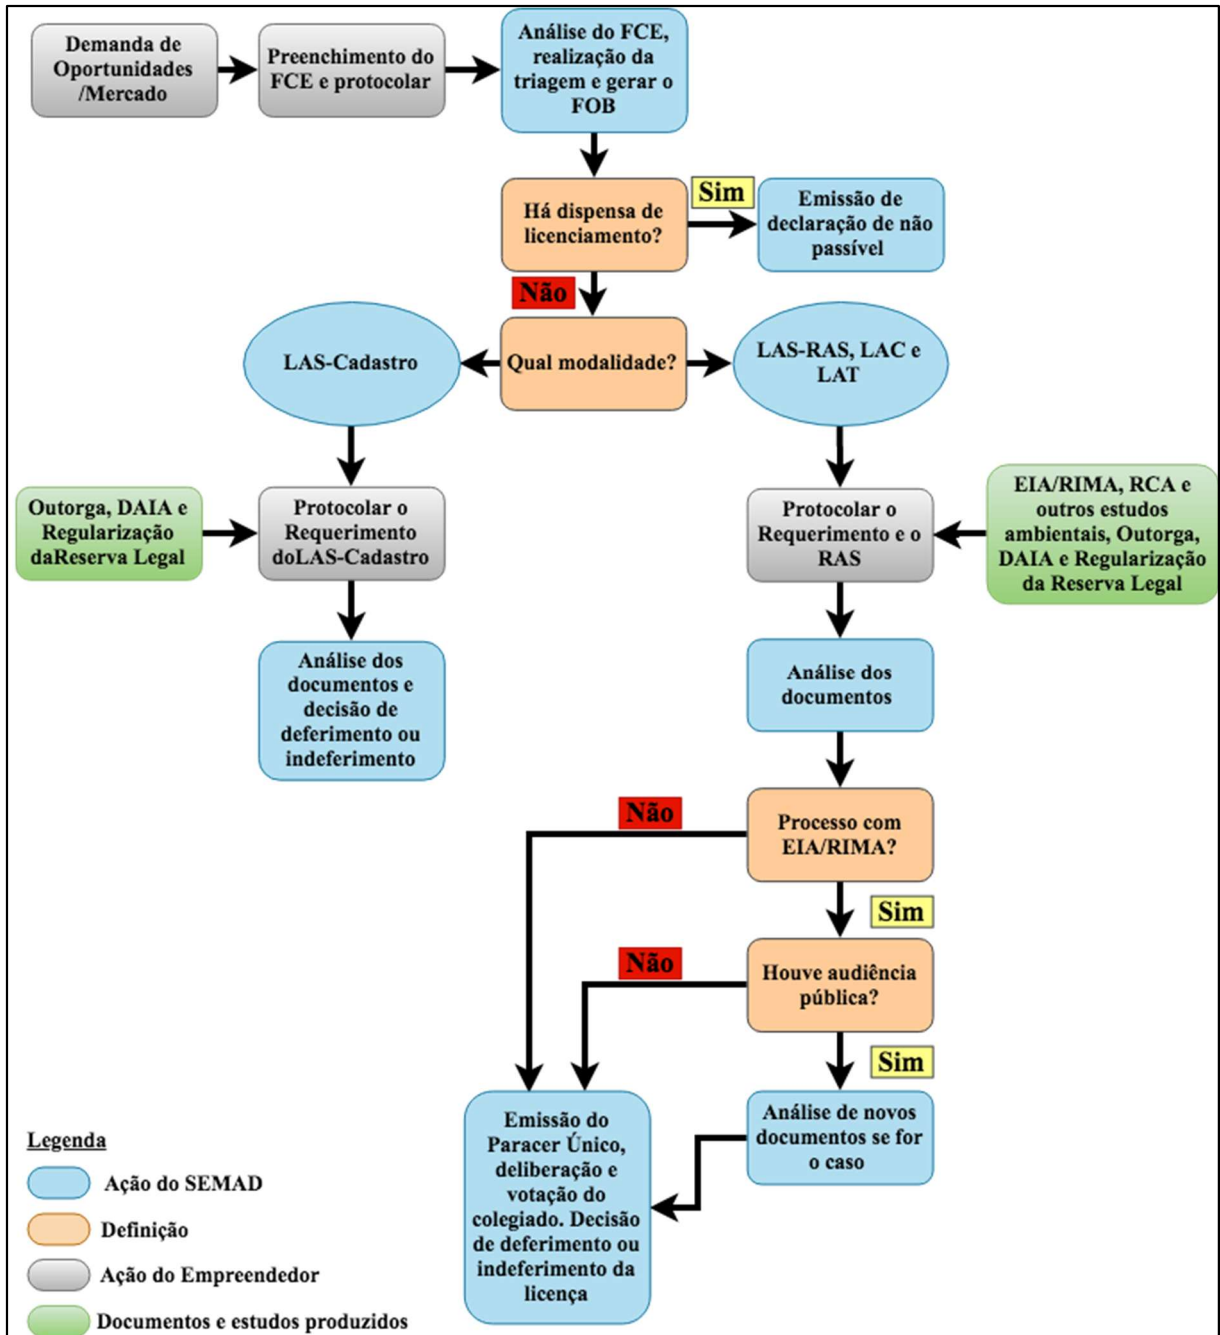 Demanda de
Oportunidades
/Mercado
Preenchimento do
FCE e protocolar
Análise do FCE,
realização da
triagem e gerar o
FOB
Há dispensa de
licenciamento?
Sim
Emissão de
declaração de não
passível
Não
LAS-Cadastro
Qual modalidade?
LAS-RAS, LAC e
LAT
Outorga, DAIA e
Regularização
daReserva Legal
Protocolar o
Requerimento
doLAS-Cadastro
Protocolar o
Requerimento e o
RAS
EIA/RIMA, RCA e
outros estudos
ambientais, Outorga,
DAIA e Regularização
da Reserva Legal
Análise dos
documentos e
decisão de
deferimento ou
indeferimento
Análise dos
documentos
Não
Processo com
EIA/RIMA?
Sim
Não
Houve audiência
pública?
Sim
Emissão do
Paracer Único,
deliberação e
votação do
colegiado. Decisão
de deferimento ou
indeferimento da
licença
Análise de novos
documentos se for
o caso
Legenda
Ação do SEMAD
Definição
Ação do Empreendedor
Documentos e estudos produzidos